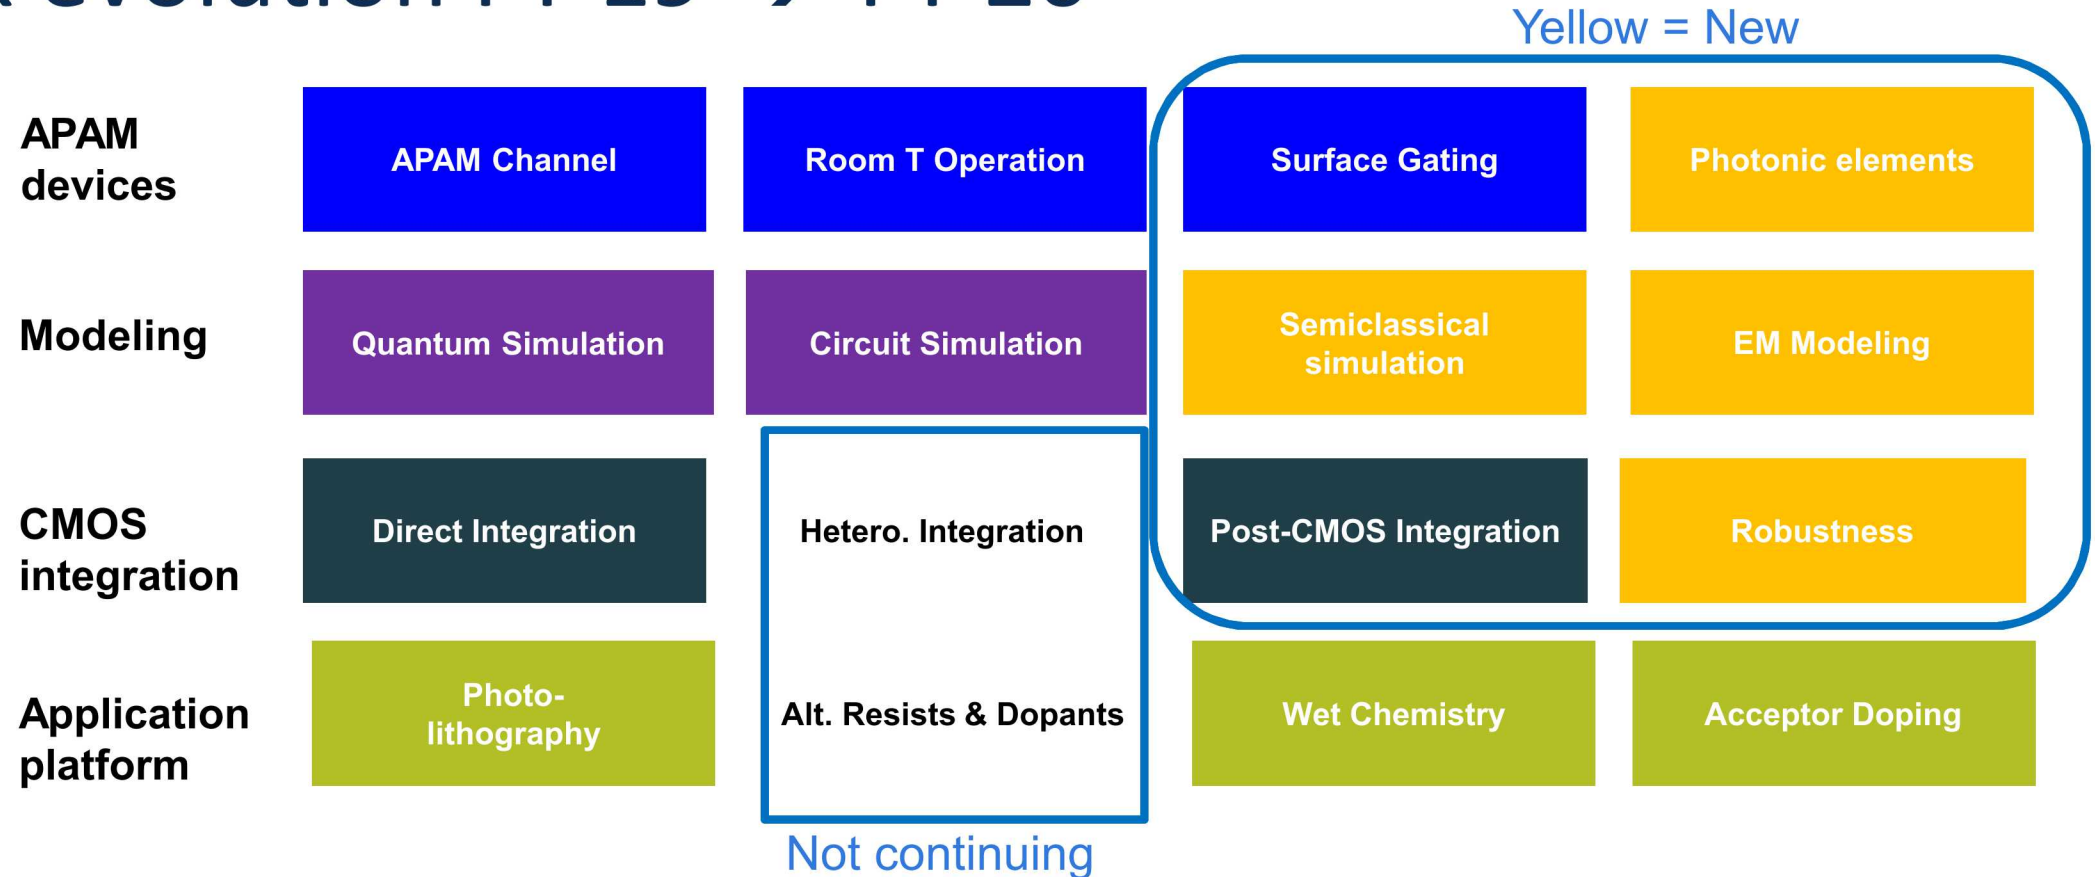 evolution
Yellow = New
APAM
devices
APAM Channel
Room T Operation
Surface Gating
Photonic elements
Modeling
Quantum Simulation
Circuit Simulation
Semiclassical
simulation
EM Modeling
CMOS
integration
Direct Integration
Hetero. Integration
Post-CMOS Integration
Robustness
Application
platform
Photo-
lithography
Alt. Resists & Dopants
Wet Chemistry
Acceptor Doping
Not continuing